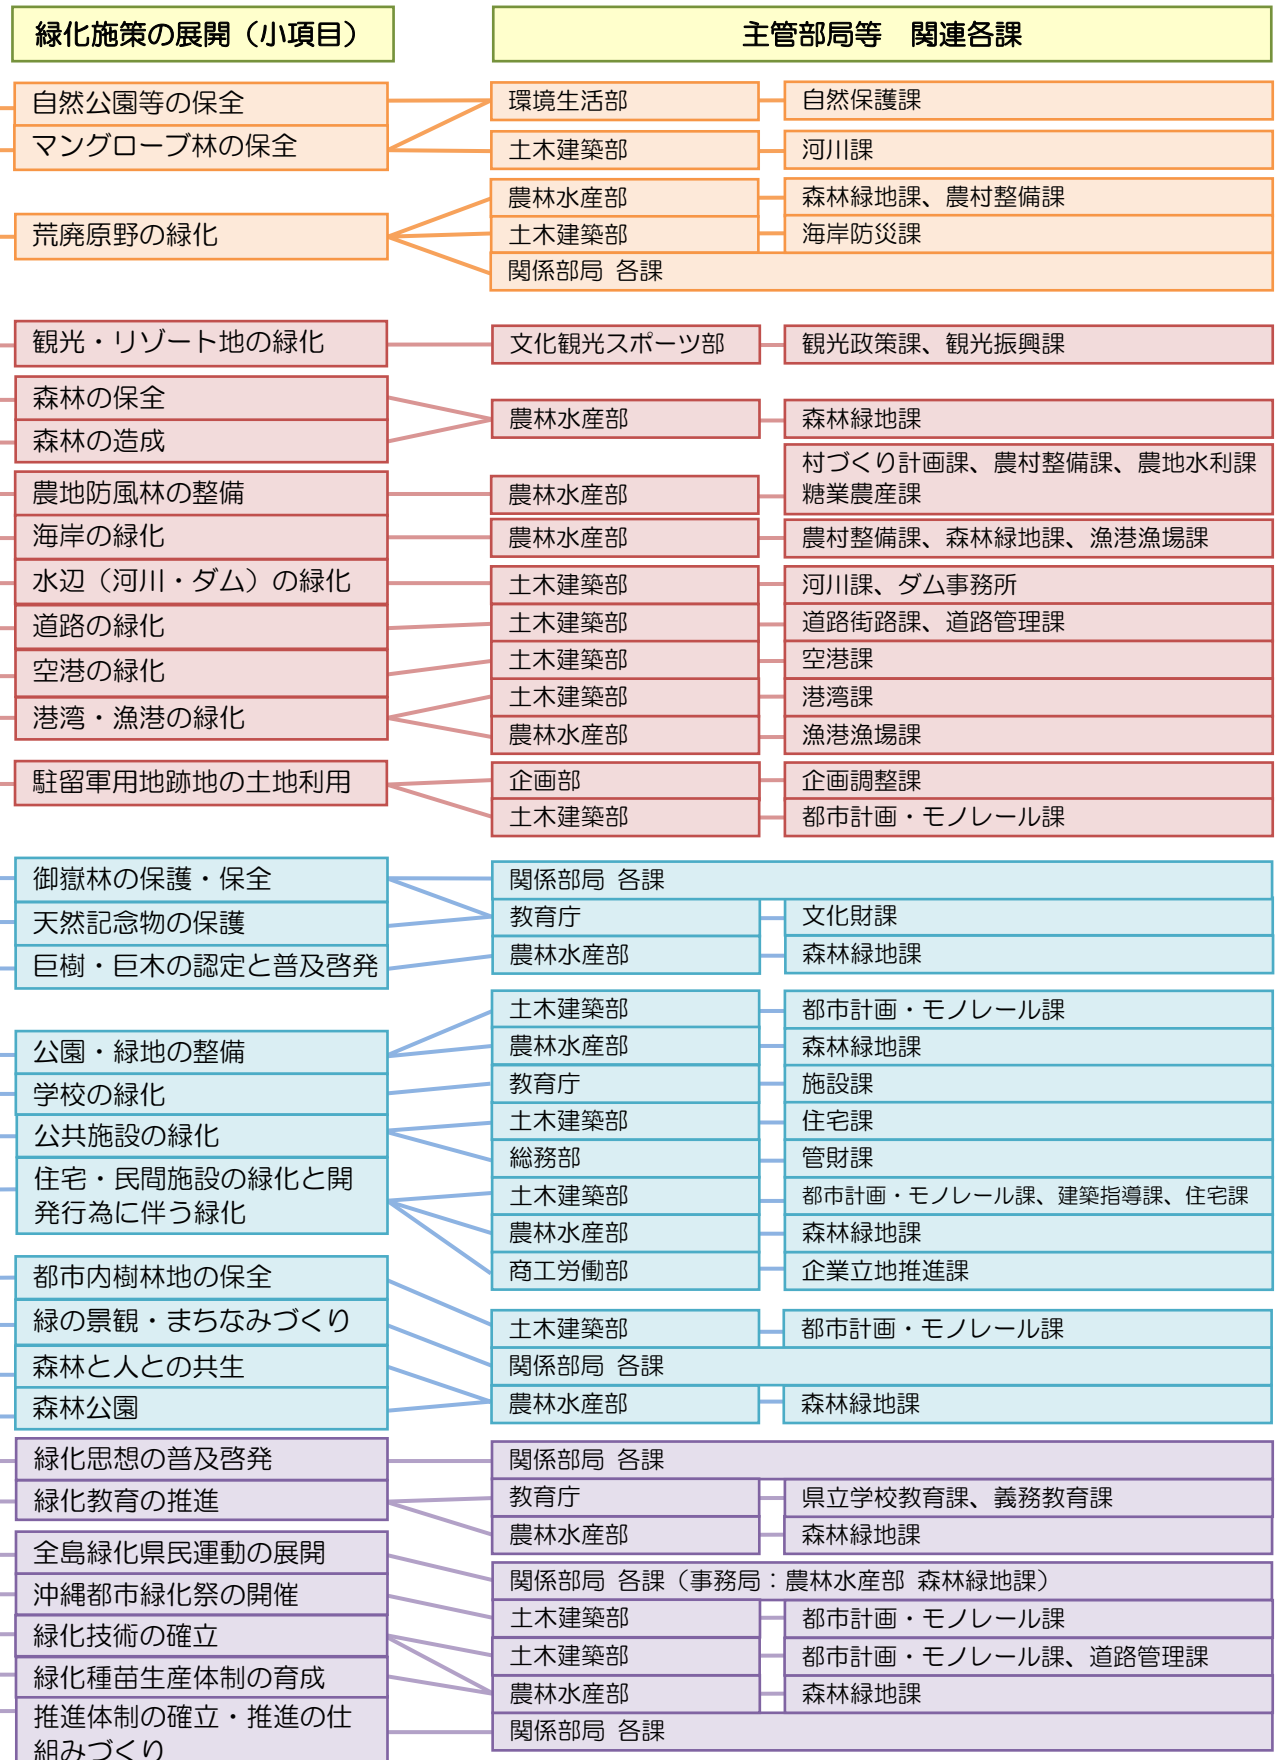 緑化施策の展開（小項目）
主管部局等　関連各課
自然公園等の保全
環境生活部
自然保護課
マングローブ林の保全
土木建築部
河川課
荒廃原野の緑化
農林水産部
森林緑地課、農村整備課
土木建築部
海岸防災課
関係部局 各課
観光・リゾート地の緑化
文化観光スポーツ部
観光政策課、観光振興課
森林の保全
森林の造成
農林水産部
森林緑地課
農地防風林の整備
農林水産部
村づくり計画課、農村整備課、農地水利課
糖業農産課
海岸の緑化
農林水産部
農村整備課、森林緑地課、漁港漁場課
水辺（河川・ダム）の緑化
土木建築部
河川課、ダム事務所
道路の緑化
土木建築部
道路街路課、道路管理課
空港の緑化
土木建築部
空港課
港湾・漁港の緑化
土木建築部
港湾課
農林水産部
漁港漁場課
駐留軍用地跡地の土地利用
企画部
企画調整課
土木建築部
都市計画・モノレール課
御嶽林の保護・保全
関係部局 各課
天然記念物の保護
教育庁
文化財課
巨樹・巨木の認定と普及啓発
農林水産部
森林緑地課
公園・緑地の整備
土木建築部
都市計画・モノレール課
農林水産部
森林緑地課
学校の緑化
教育庁
施設課
公共施設の緑化
土木建築部
住宅課
総務部
管財課
住宅・民間施設の緑化と開
発行為に伴う緑化
土木建築部
都市計画・モノレール課、建築指導課、住宅課
農林水産部
森林緑地課
商工労働部
企業立地推進課
都市内樹林地の保全
土木建築部
都市計画・モノレール課
緑の景観・まちなみづくり
関係部局 各課
森林と人との共生
森林公園
農林水産部
森林緑地課
緑化思想の普及啓発
関係部局 各課
緑化教育の推進
教育庁
県立学校教育課、義務教育課
農林水産部
森林緑地課
全島緑化県民運動の展開
関係部局 各課（事務局：農林水産部 森林緑地課）
沖縄都市緑化祭の開催
土木建築部
都市計画・モノレール課
緑化技術の確立
土木建築部
都市計画・モノレール課、道路管理課
緑化種苗生産体制の育成
農林水産部
森林緑地課
推進体制の確立・推進の仕
組みづくり
関係部局 各課